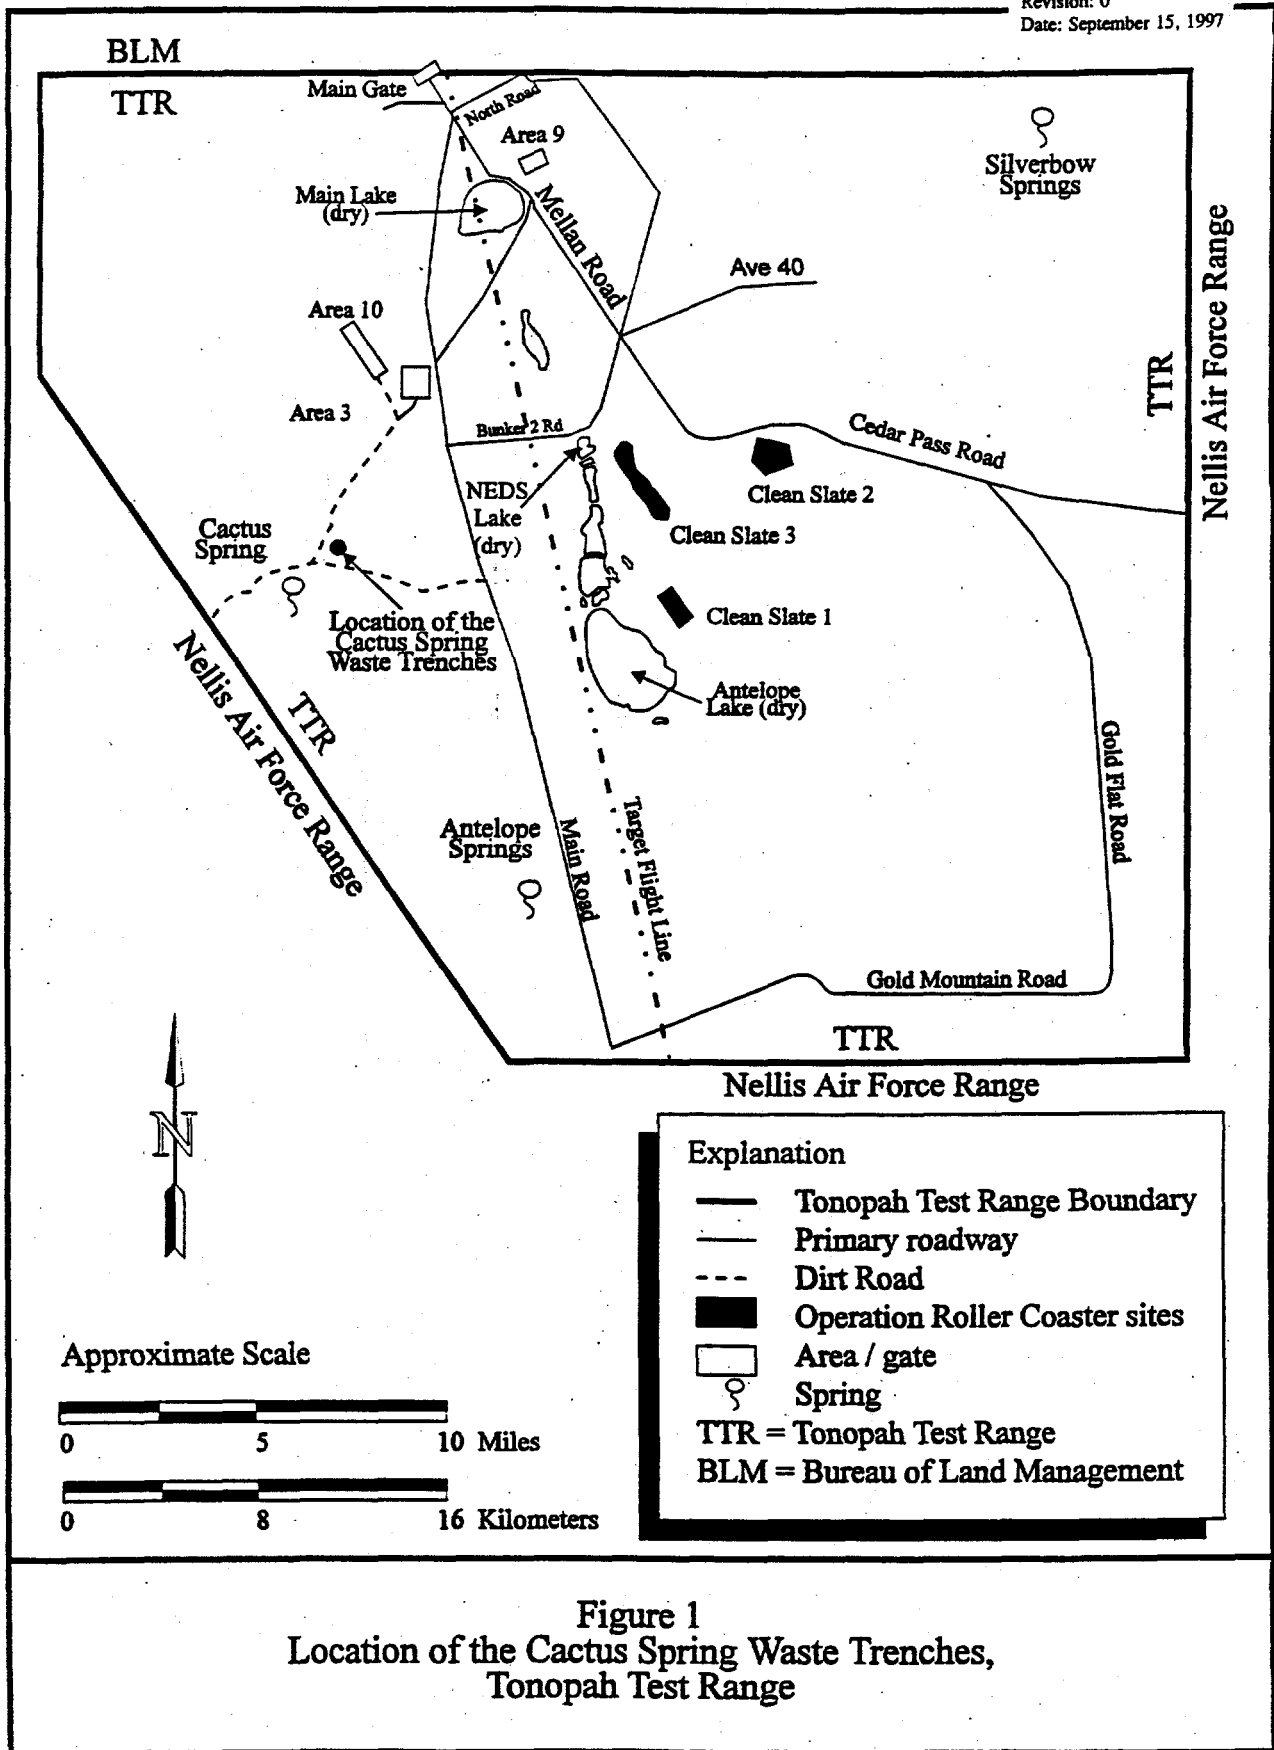 Revision: 0
Date: September 15, 1997
BLM
TTR
Main Gate
North Road
Area 9
Silverbow
Springs
Main Lake
(dry)
Mellan Road
Nellis Air Force Range
Ave 40
Area 10
TTR
Area 3
Bunker 2 Rd
Cedar Pass Road
NEDS
Lake
(dry)
Clean Slate 2
Clean Slate 3
Cactus
Spring
Location of the
Cactus Spring
Waste Trenches
Clean Slate 1
Nellis Air Force Range
TTR
Antelope
Lake (dry)
Gold Flat Road
Antelope
Springs
Main Road
Target Flight Line
Gold Mountain Road
TTR
Nellis Air Force Range
N
Explanation
Tonopah Test Range Boundary
Primary roadway
Dirt Road
Operation Roller Coaster sites
Area / gate
Spring
TTR = Tonopah Test Range
BLM = Bureau of Land Management
Approximate Scale
0 5 10 Miles
0 8 16 Kilometers
Figure 1
Location of the Cactus Spring Waste Trenches,
Tonopah Test Range